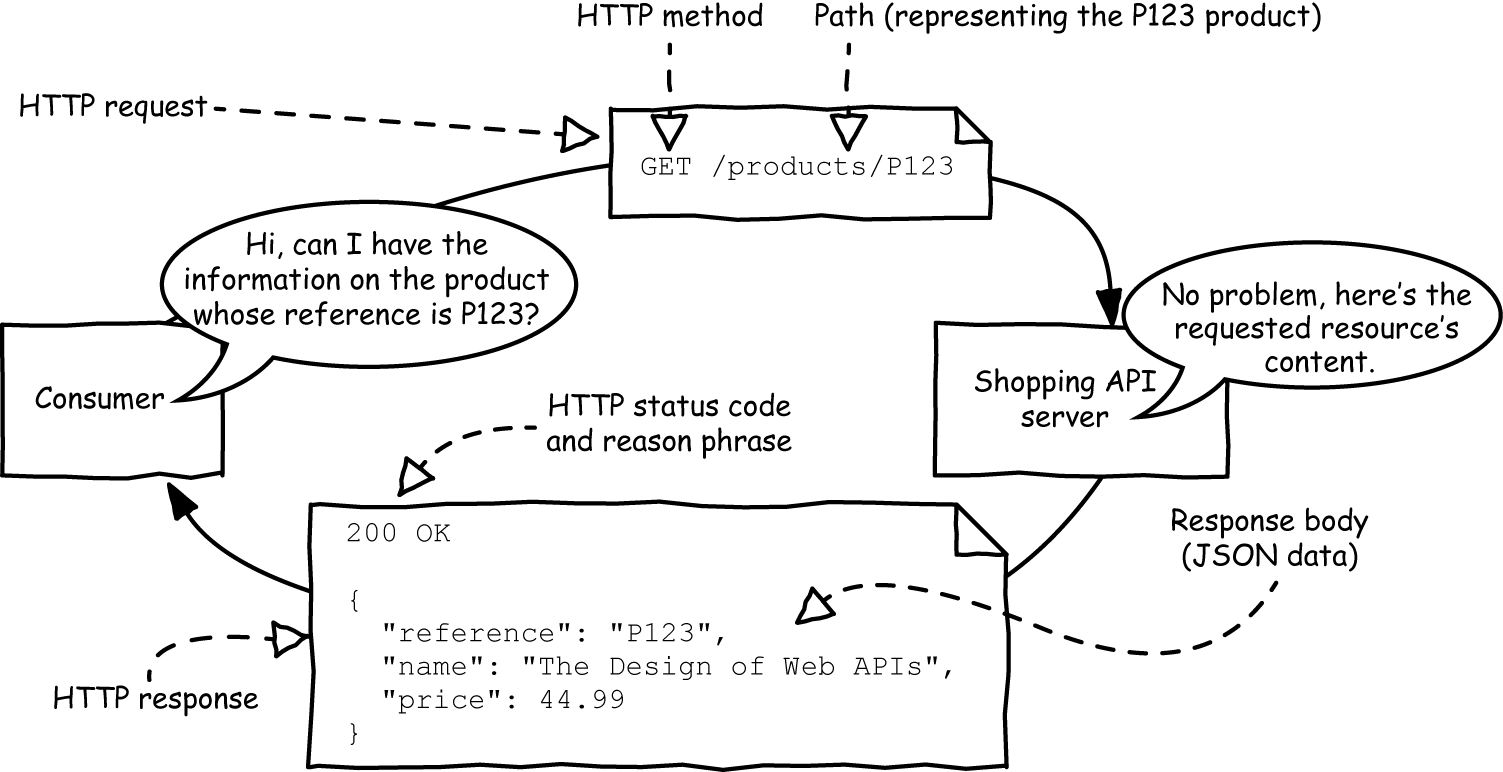 HTTP method
Path (representing the P123 product)
HTTP request
GET /products/P123
Hi, can I have the
information on the product
whose reference is P123?
No problem, here's the
requested resource's
content.
Consumer
Shopping API
server
HTTP status code
and reason phrase
200 OK
{
"reference": "P123",
"name": "The Design of Web APIs",
"price": 44.99
}
Response body
(JSON data)
HTTP response